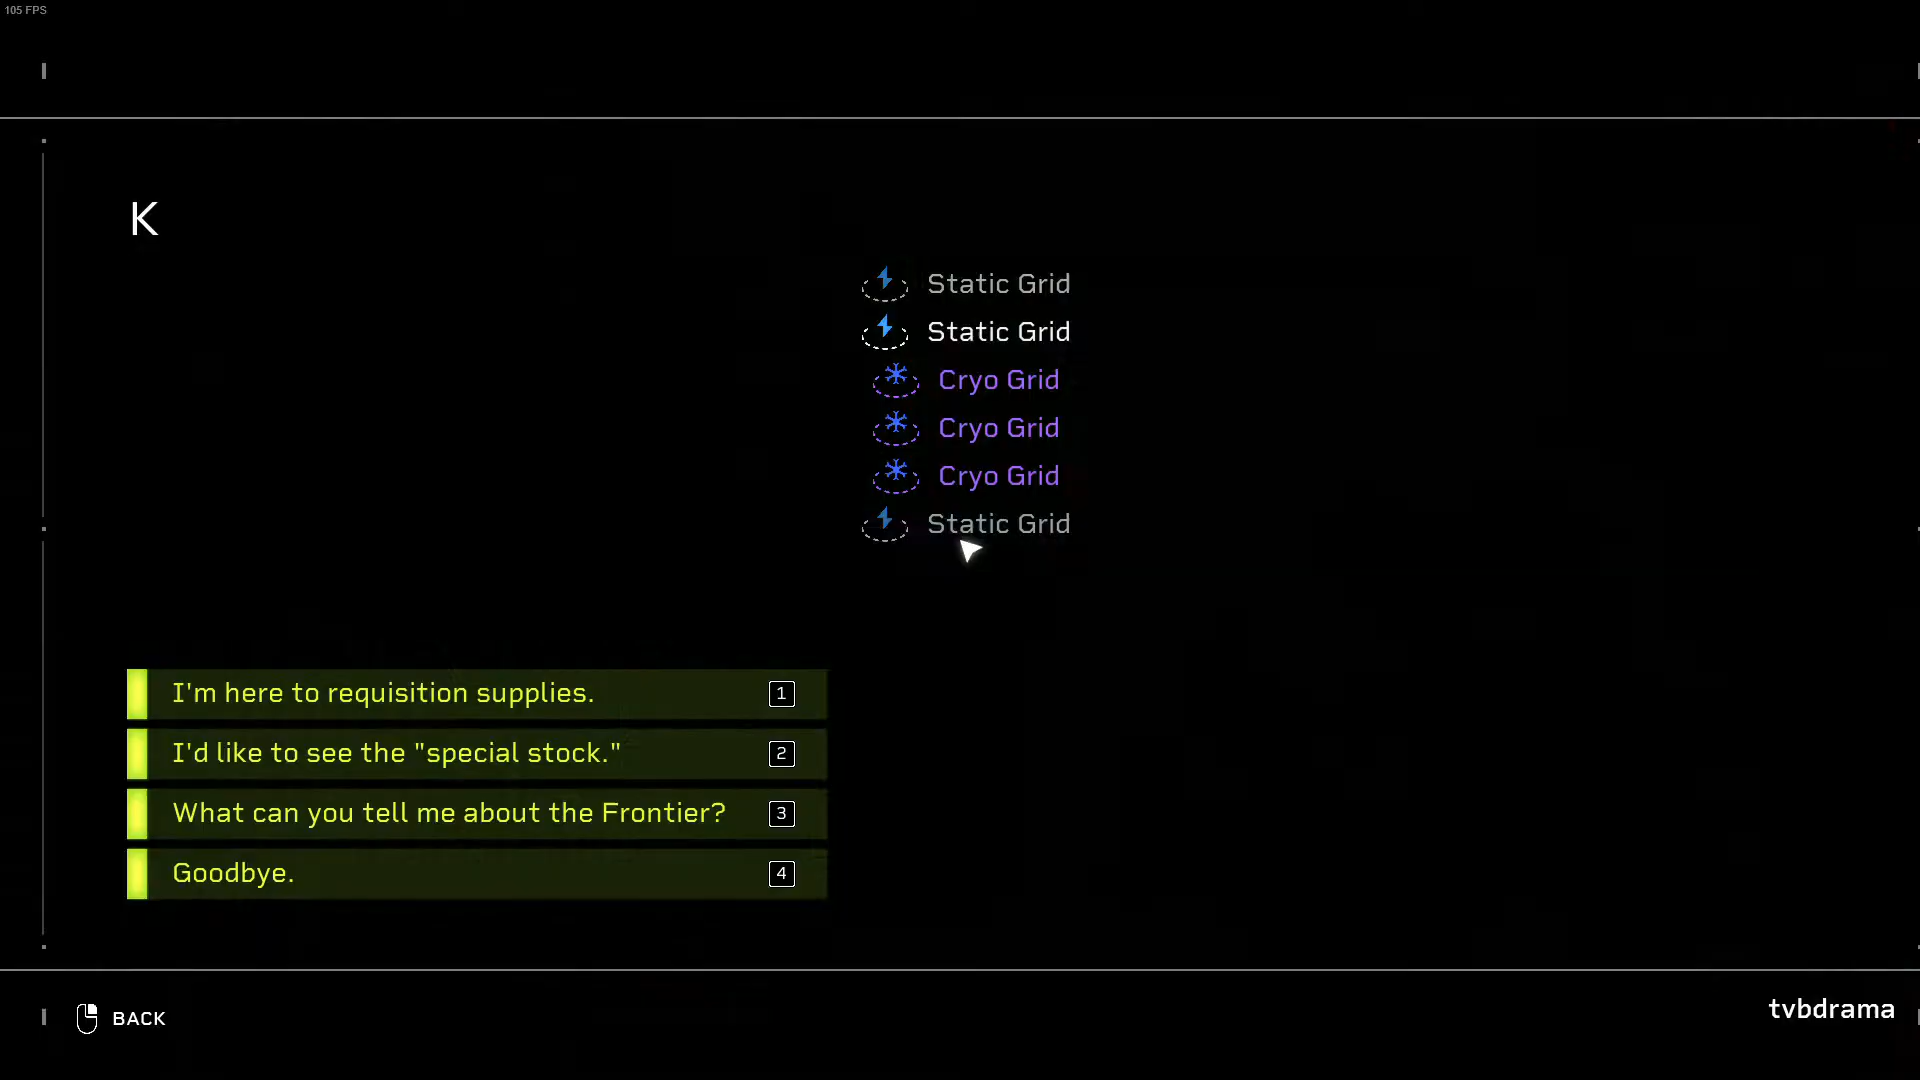 105 FPS
K
Static Grid
Static Grid
Cryo Grid
Cryo Grid
Cryo Grid
Static Grid
I'm here to requisition supplies. 1
I'd like to see the "special stock." 2
What can you tell me about the Frontier? 3
Goodbye. 4
BACK
tvbdrama